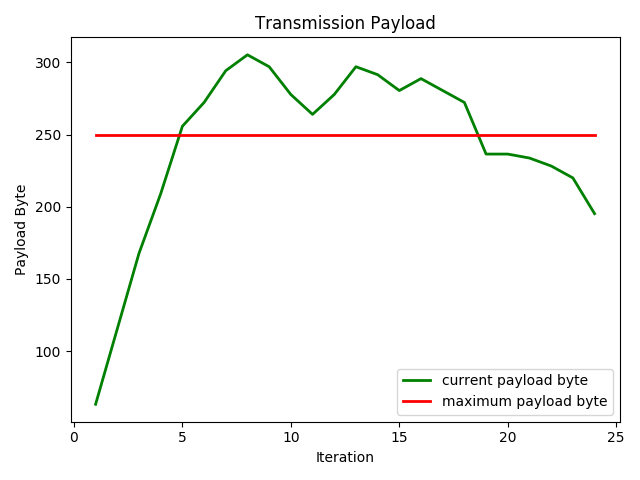 Transmission Payload
Payload Byte
300
250
200
150
100
0
5
10
15
20
25
Iteration
current payload byte
maximum payload byte